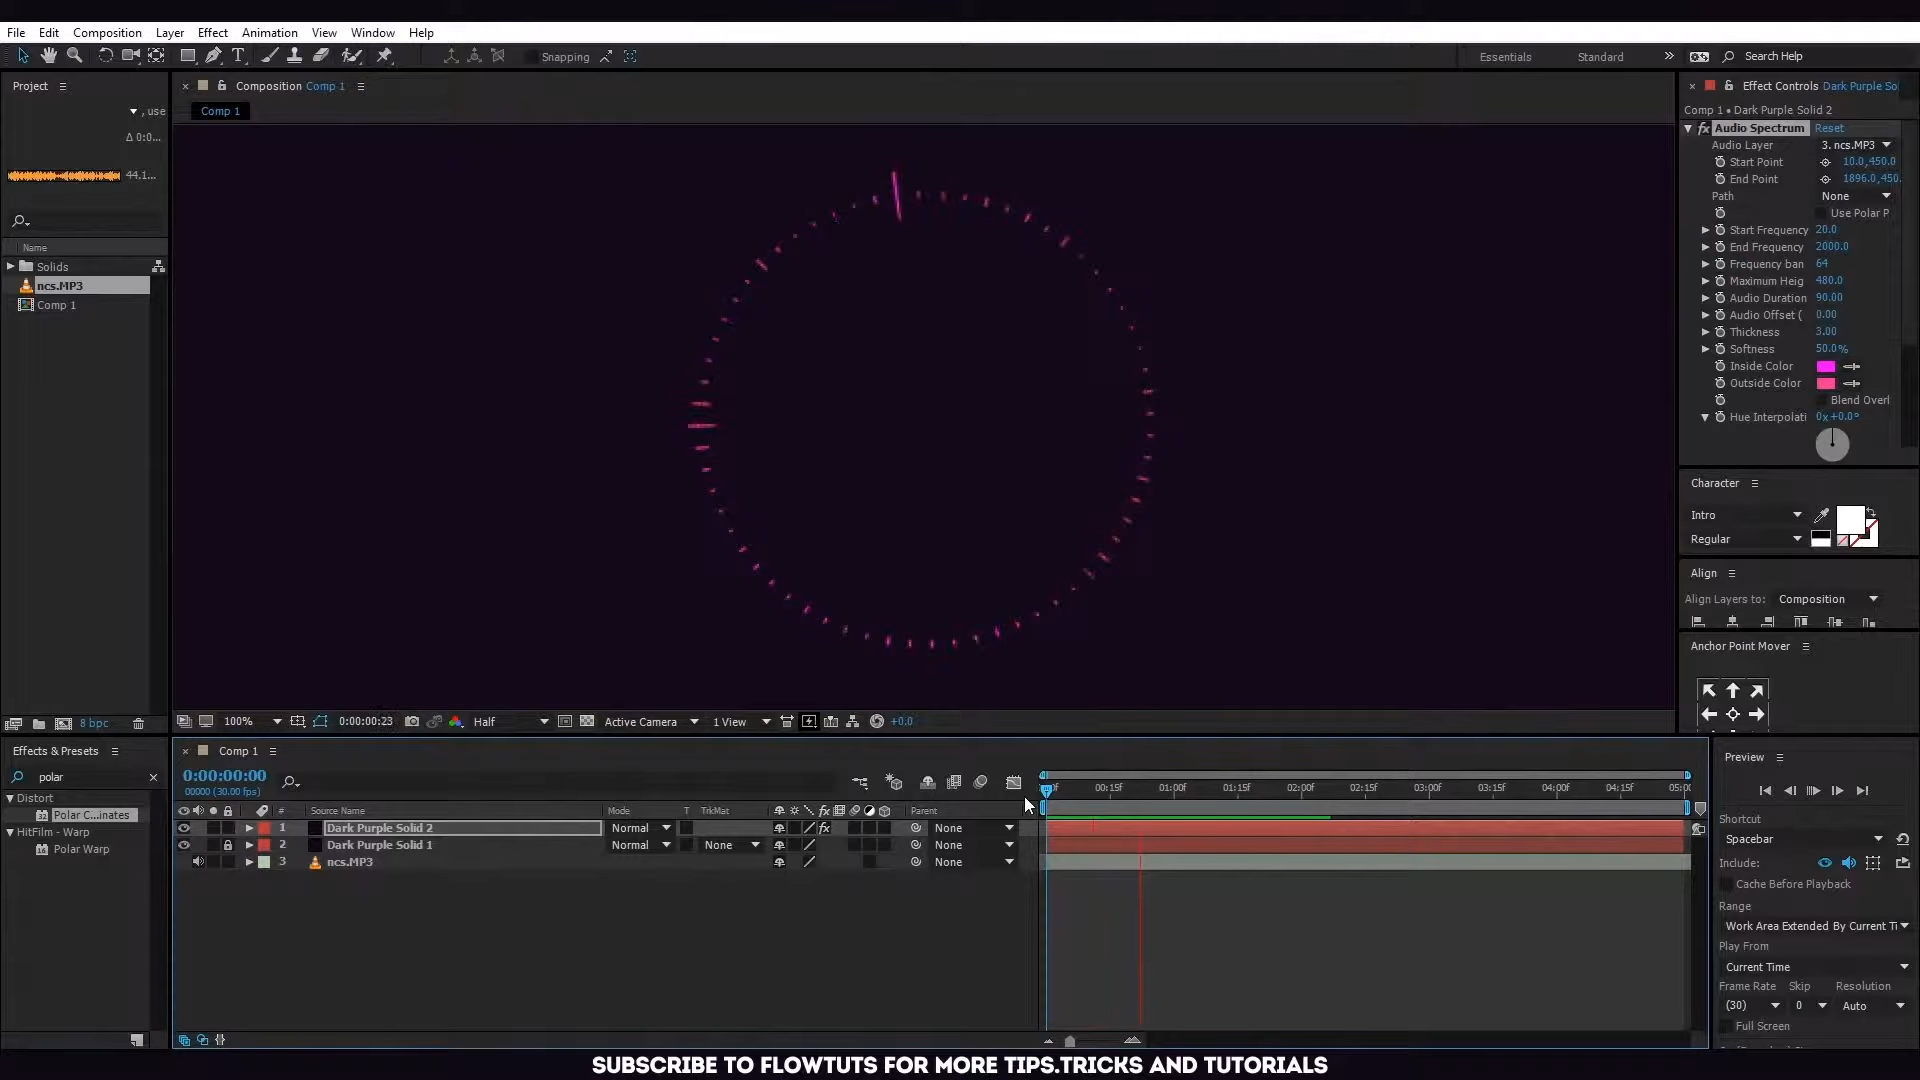 File Edit Composition Layer Effect Animation View Window Help
Snapping Essentials Standard Search Help
Project
, use
Δ 0:0...
44.1...
Name
Solids
ncs.MP3
Comp 1
8 bpc
Composition Comp 1
Comp 1
100% 0:00:00:23 Half Active Camera 1 View +0.0
Effect Controls Dark Purple So
Comp 1 • Dark Purple Solid 2
fx Audio Spectrum Reset
Audio Layer 3. ncs.MP3
Start Point 10.0,450.0
End Point 1896.0,450.
Path None
Use Polar P
Start Frequency 20.0
End Frequency 2000.0
Frequency ban 64
Maximum Heig 480.0
Audio Duration 90.00
Audio Offset ( 0.00
Thickness 3.00
Softness 50.0%
Inside Color
Outside Color
Blend Overl
Hue Interpolati 0x+0.0°
Character
Intro
Regular
Align
Align Layers to: Composition
Anchor Point Mover
Effects & Presets
polar
Distort
Polar C...inates
HitFilm - Warp
Polar Warp
Comp 1
0:00:00:00
00000 (30.00 fps)
00:15f 01:00f 01:15f 02:00f 02:15f 03:00f 03:15f 04:00f 04:15f 05:00
# Source Name Mode T TrkMat fx Parent
1 Dark Purple Solid 2 Normal fx None
2 Dark Purple Solid 1 Normal None None
3 ncs.MP3 None
Preview
Shortcut
Spacebar
Include:
Cache Before Playback
Range
Work Area Extended By Current Ti
Play From
Current Time
Frame Rate Skip Resolution
(30) 0 Auto
Full Screen
SUBSCRIBE TO FLOWTUTS FOR MORE TIPS.TRICKS AND TUTORIALS